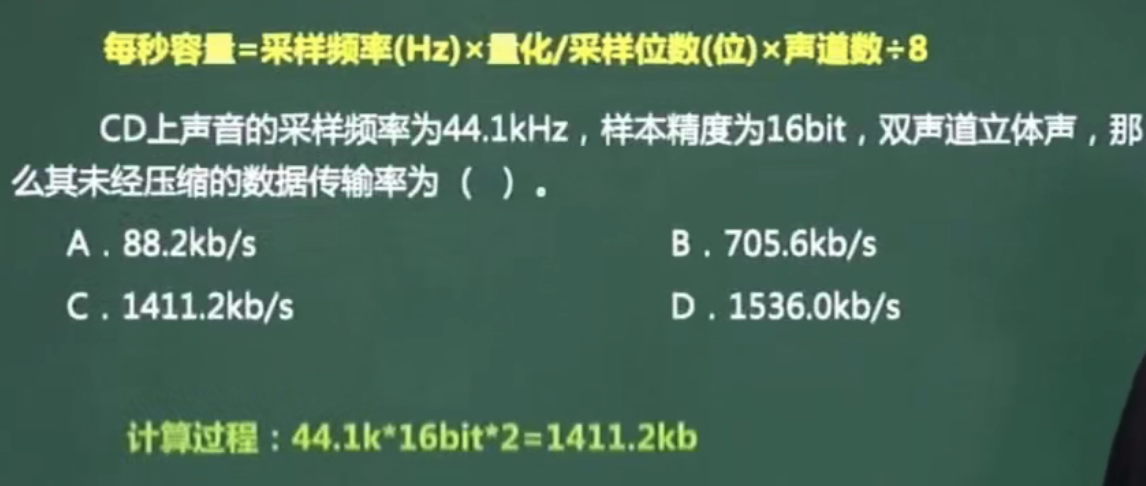 每秒容量=采样频率(Hz)×量化/采样位数(位)×声道数÷8
CD上声音的采样频率为44.1kHz，样本精度为16bit，双声道立体声，那
么其未经压缩的数据传输率为（ ）。
A．88.2kb/s B．705.6kb/s
C．1411.2kb/s D．1536.0kb/s
计算过程：44.1k*16bit*2=1411.2kb